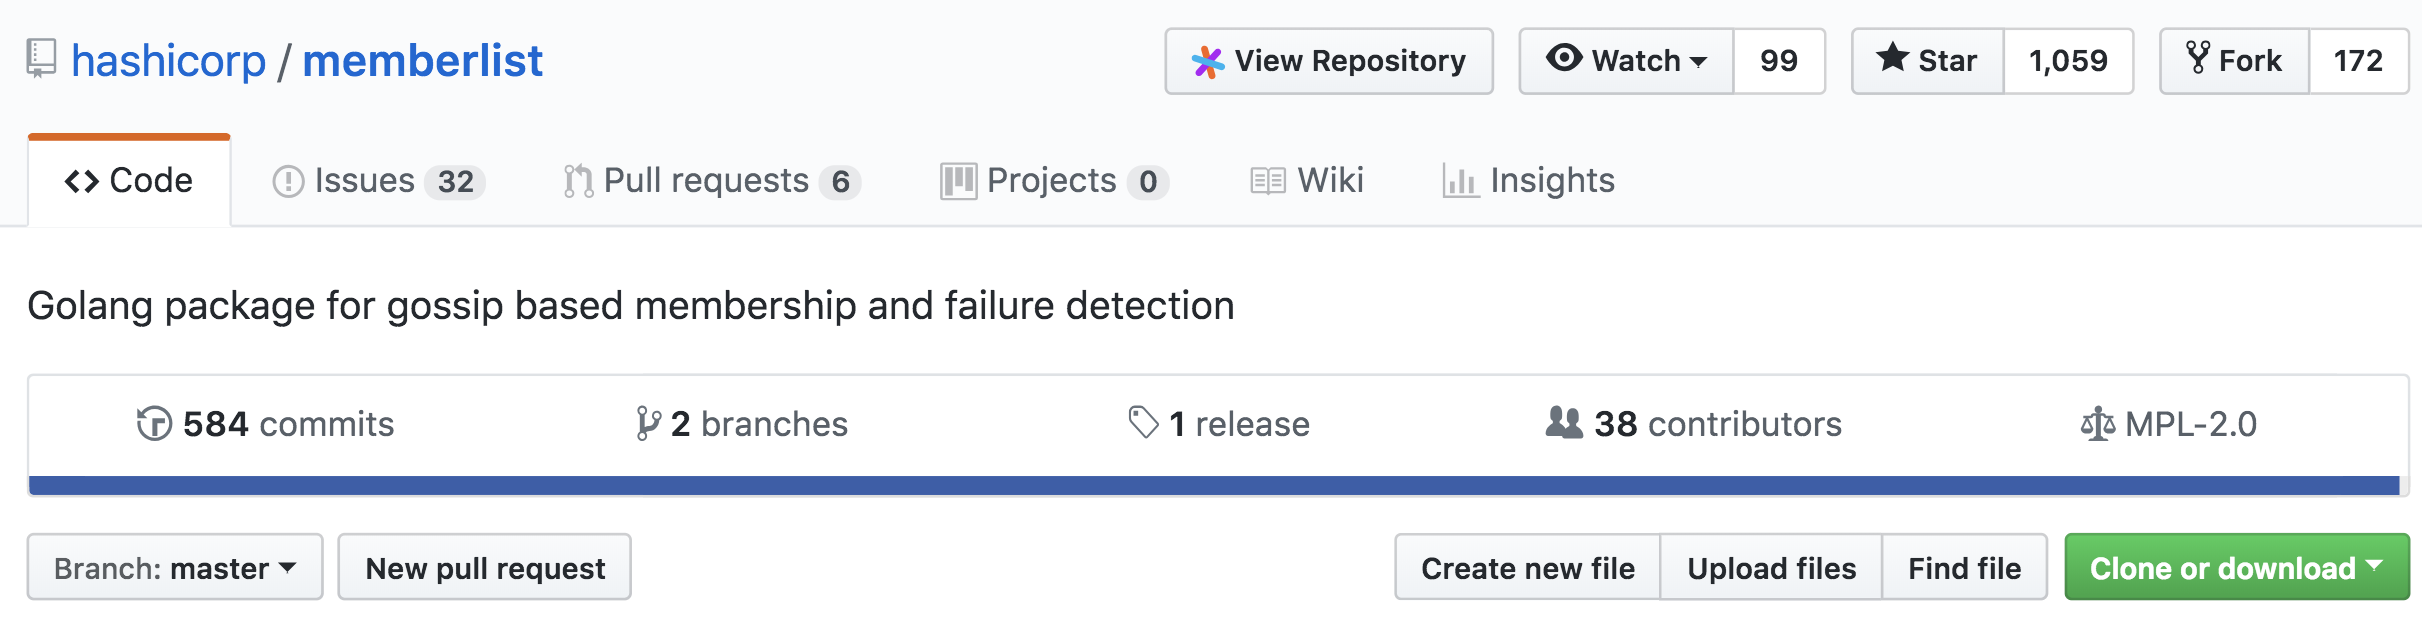 hashicorp / memberlist View Repository Watch 99 Star 1,059 Fork 172
Code Issues 32 Pull requests 6 Projects 0 Wiki Insights
Golang package for gossip based membership and failure detection
584 commits 2 branches 1 release 38 contributors MPL-2.0
Branch: master New pull request Create new file Upload files Find file Clone or download